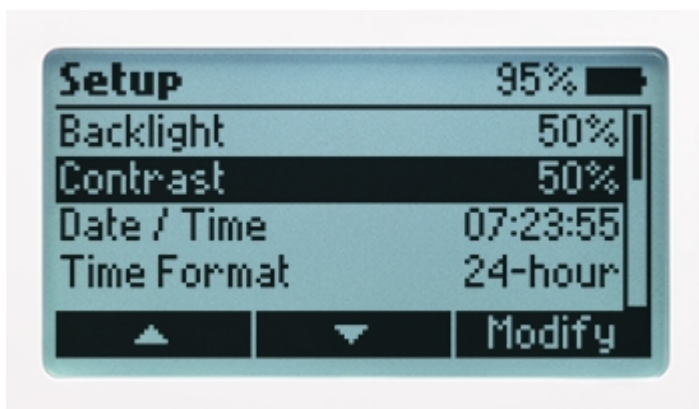 Setup 95%
Backlight 50%
Contrast 50%
Date / Time 07:23:55
Time Format 24-hour
Modify